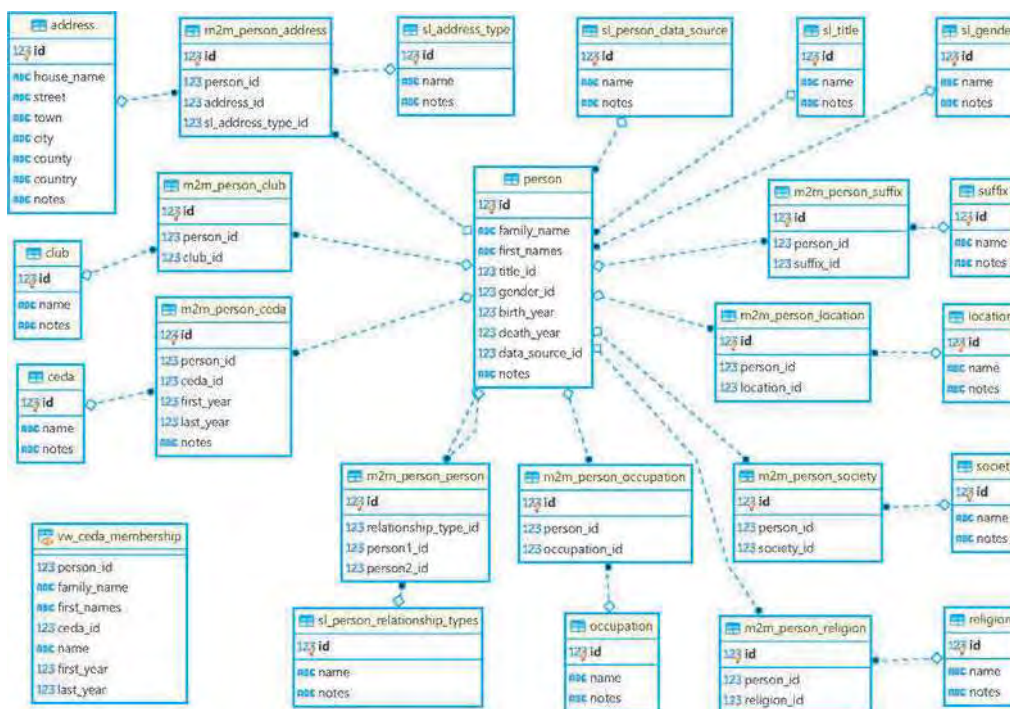 address
123 id
ABC house_name
ABC street
ABC town
ABC city
ABC county
ABC country
ABC notes
m2m_person_address
123 id
123 person_id
123 address_id
123 sl_address_type_id
sl_address_type
123 id
ABC name
ABC notes
sl_person_data_source
123 id
ABC name
ABC notes
sl_title
123 id
ABC name
ABC notes
sl_gende
123 id
ABC name
ABC notes
m2m_person_club
123 id
123 person_id
123 club_id
person
123 id
ABC family_name
ABC first_names
123 title_id
123 gender_id
123 birth_year
123 death_year
123 data_source_id
ABC notes
m2m_person_suffix
123 id
123 person_id
123 suffix_id
suffix
123 id
ABC name
ABC notes
club
123 id
ABC name
ABC notes
m2m_person_ceda
123 id
123 person_id
123 ceda_id
123 first_year
123 last_year
ABC notes
m2m_person_location
123 id
123 person_id
123 location_id
location
123 id
ABC name
ABC notes
ceda
123 id
ABC name
ABC notes
m2m_person_person
123 id
123 relationship_type_id
123 person1_id
123 person2_id
m2m_person_occupation
123 id
123 person_id
123 occupation_id
m2m_person_society
123 id
123 person_id
123 society_id
societ
123 id
ABC name
ABC notes
vw_ceda_membership
123 person_id
ABC family_name
ABC first_names
123 ceda_id
ABC name
123 first_year
123 last_year
sl_person_relationship_types
123 id
ABC name
ABC notes
occupation
123 id
ABC name
ABC notes
m2m_person_religion
123 id
123 person_id
123 religion_id
religion
123 id
ABC name
ABC notes